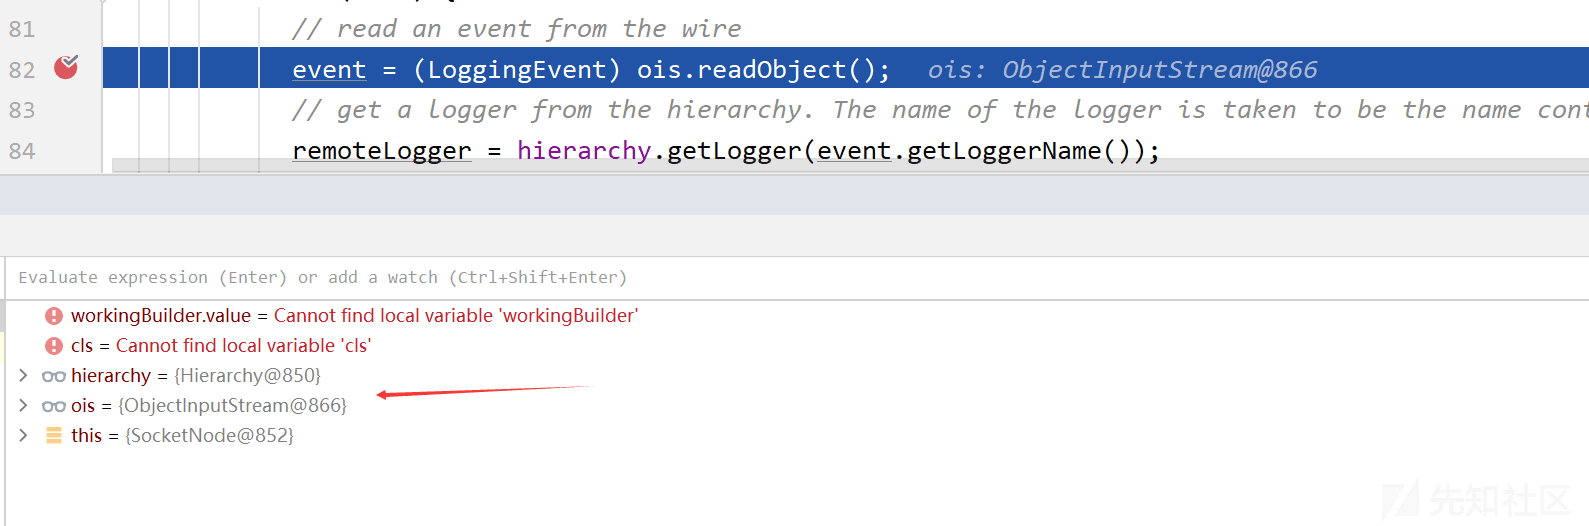 81 // read an event from the wire
82 event = (LoggingEvent) ois.readObject(); ois: ObjectInputStream@866
83 // get a logger from the hierarchy. The name of the logger is taken to be the name cont
84 remoteLogger = hierarchy.getLogger(event.getLoggerName());
Evaluate expression (Enter) or add a watch (Ctrl+Shift+Enter)
workingBuilder.value = Cannot find local variable 'workingBuilder'
cls = Cannot find local variable 'cls'
hierarchy = {Hierarchy@850}
ois = {ObjectInputStream@866}
this = {SocketNode@852}
先知社区